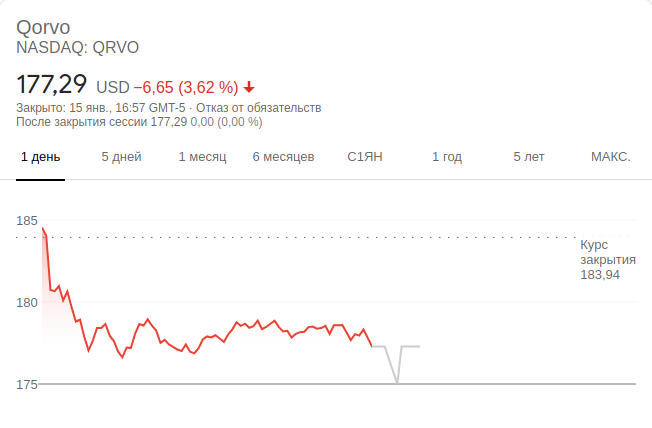 Qorvo
NASDAQ: QRVO
177,29 USD −6,65 (3,62 %)
Закрыто: 15 янв., 16:57 GMT-5 · Отказ от обязательств
После закрытия сессии 177,29 0,00 (0,00 %)
1 день 5 дней 1 месяц 6 месяцев С1ЯН 1 год 5 лет МАКС.
185
Курс
закрытия
183,94
180
175